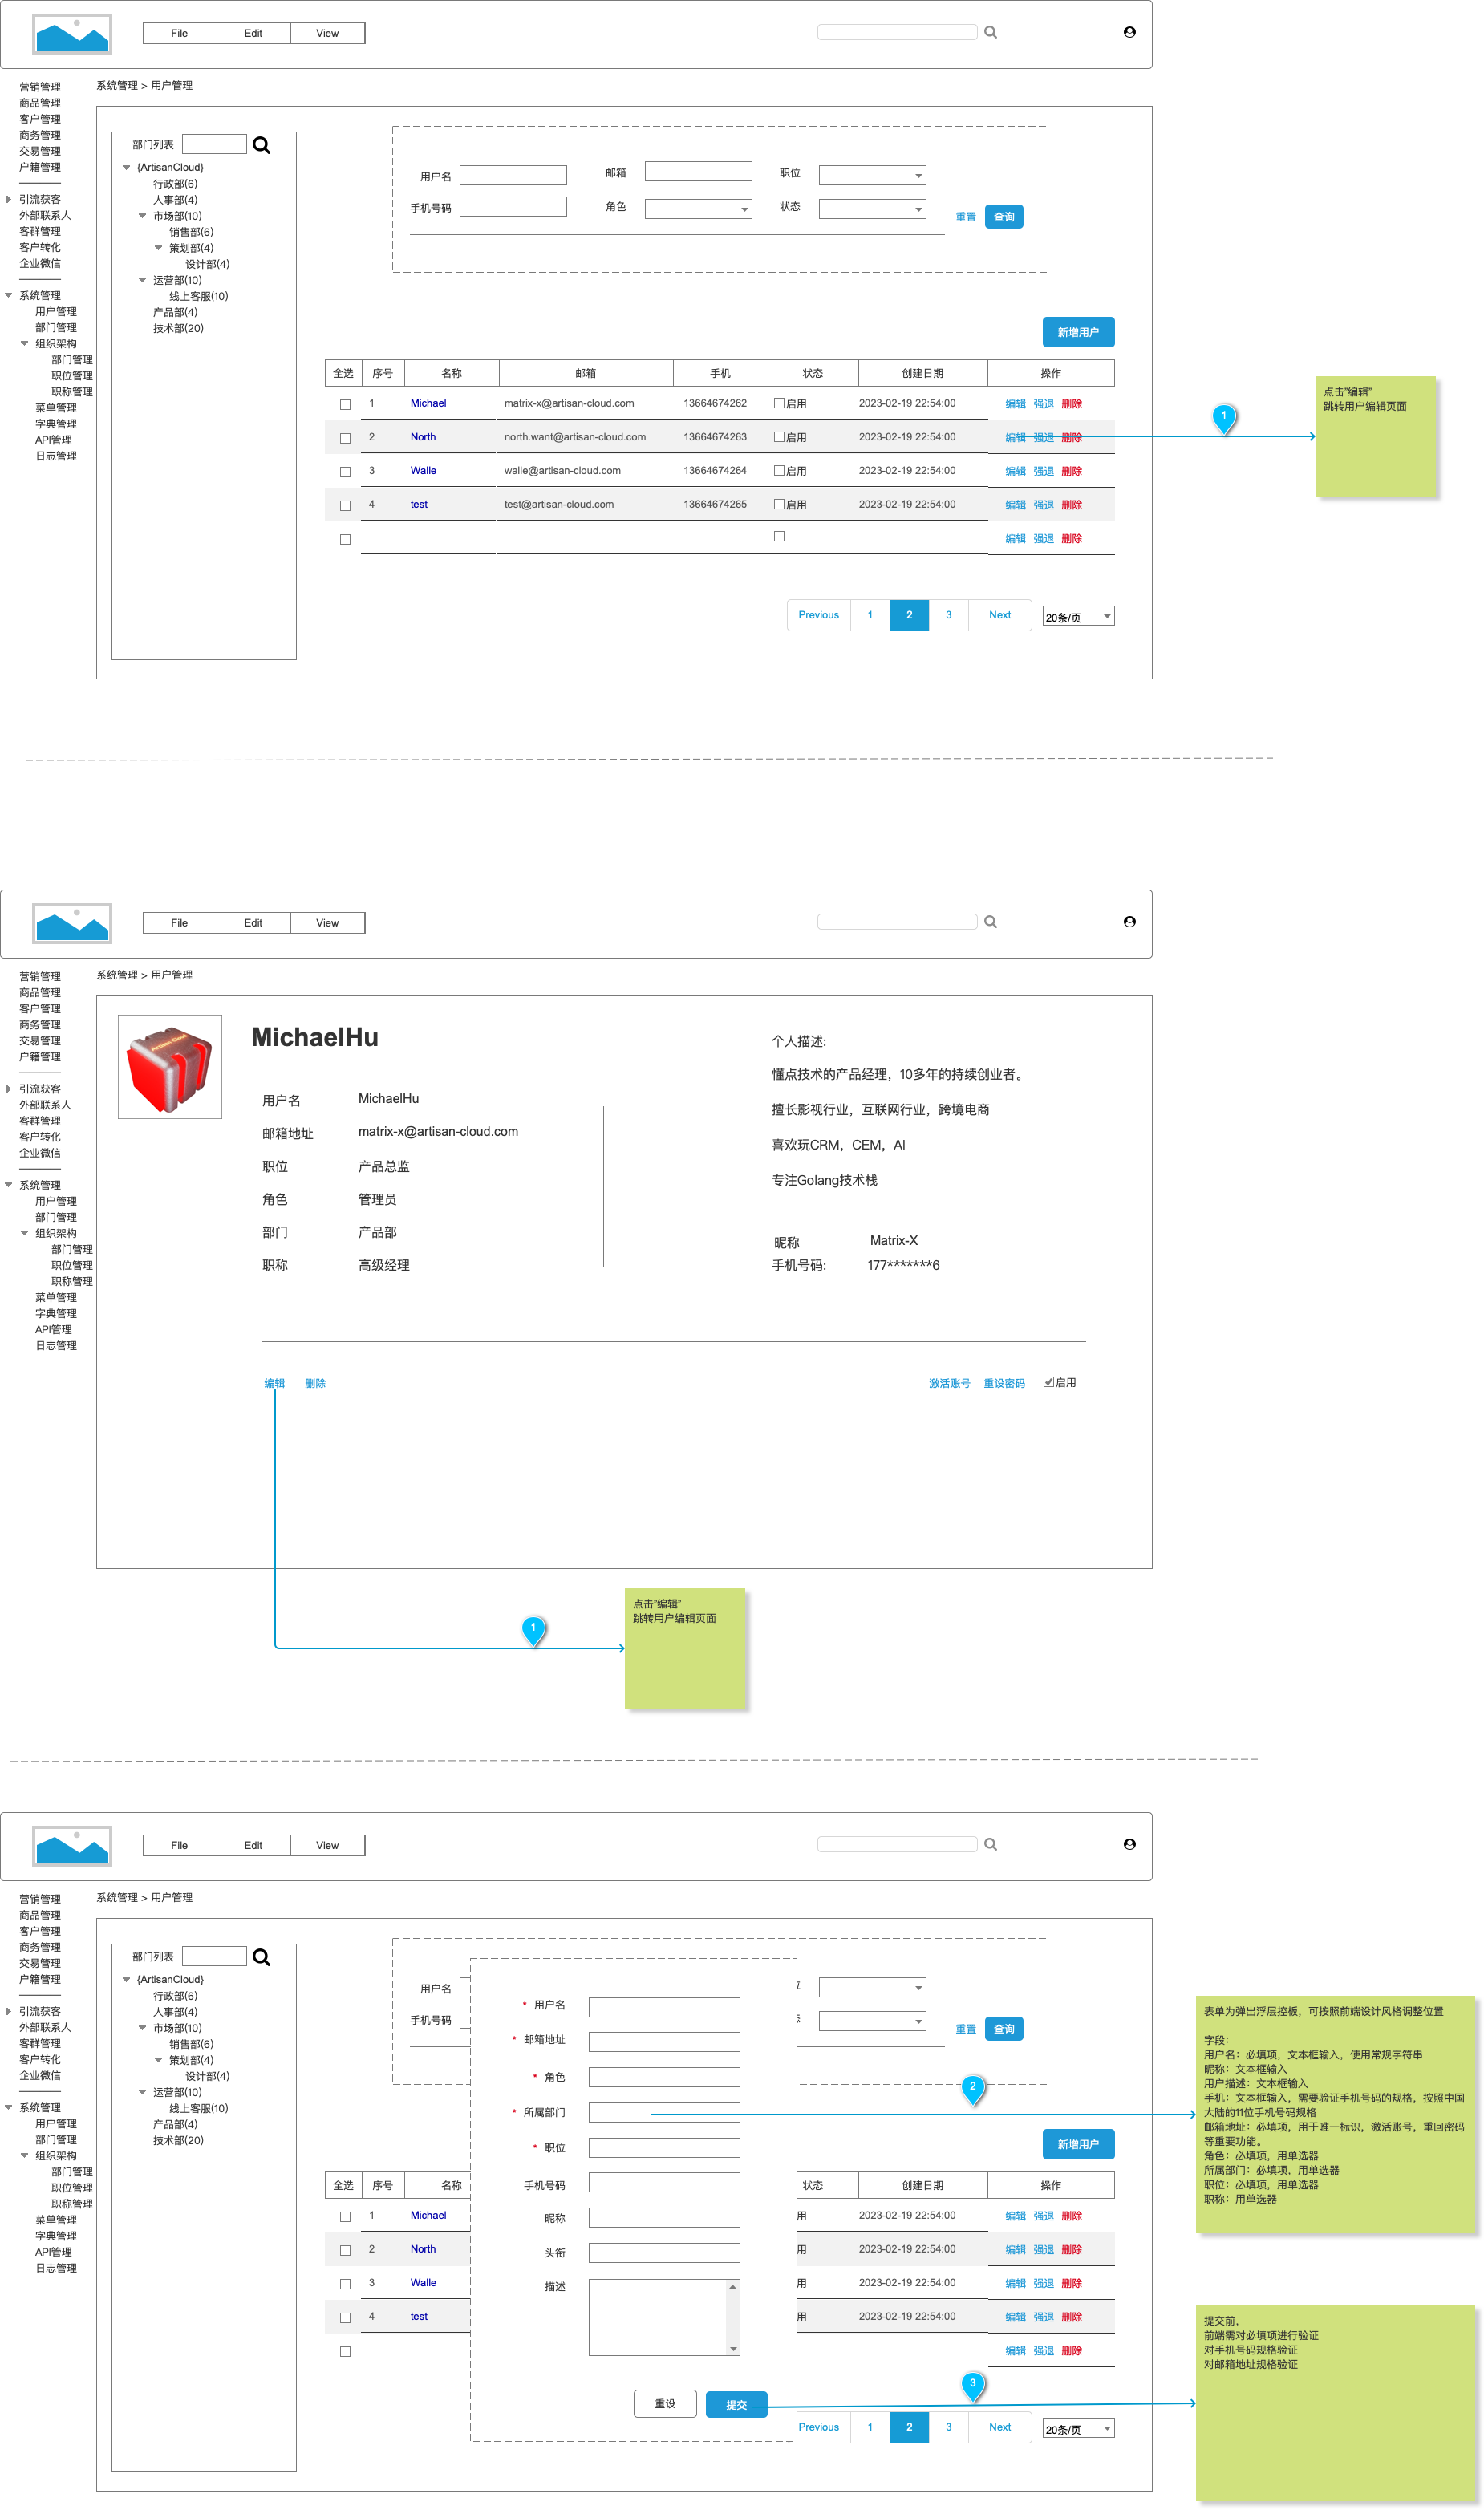 File Edit View
系统管理 > 用户管理
营销管理
商品管理
客户管理
商务管理
交易管理
户籍管理
引流获客
外部联系人
客群管理
客户转化
企业微信
系统管理
用户管理
部门管理
组织架构
部门管理
职位管理
职称管理
菜单管理
字典管理
API管理
日志管理
部门列表
{ArtisanCloud}
行政部(6)
人事部(4)
市场部(10)
销售部(6)
策划部(4)
设计部(4)
运营部(10)
线上客服(10)
产品部(4)
技术部(20)
用户名 邮箱 职位
手机号码 角色 状态 重置 查询
新增用户
全选 序号 名称 邮箱 手机 状态 创建日期 操作
1 Michael matrix-x@artisan-cloud.com 13664674262 启用 2023-02-19 22:54:00 编辑 强退 删除
2 North north.want@artisan-cloud.com 13664674263 启用 2023-02-19 22:54:00 编辑 强退 删除
3 Walle walle@artisan-cloud.com 13664674264 启用 2023-02-19 22:54:00 编辑 强退 删除
4 test test@artisan-cloud.com 13664674265 启用 2023-02-19 22:54:00 编辑 强退 删除
编辑 强退 删除
Previous 1 2 3 Next 20条/页
1
点击"编辑"
跳转用户编辑页面
File Edit View
系统管理 > 用户管理
营销管理
商品管理
客户管理
商务管理
交易管理
户籍管理
引流获客
外部联系人
客群管理
客户转化
企业微信
系统管理
用户管理
部门管理
组织架构
部门管理
职位管理
职称管理
菜单管理
字典管理
API管理
日志管理
Artisan Cloud
MichaelHu
用户名 MichaelHu
邮箱地址 matrix-x@artisan-cloud.com
职位 产品总监
角色 管理员
部门 产品部
职称 高级经理
个人描述:
懂点技术的产品经理，10多年的持续创业者。
擅长影视行业，互联网行业，跨境电商
喜欢玩CRM，CEM，AI
专注Golang技术栈
昵称 Matrix-X
手机号码: 177*******6
编辑 删除 激活账号 重设密码 启用
1
点击"编辑"
跳转用户编辑页面
File Edit View
系统管理 > 用户管理
营销管理
商品管理
客户管理
商务管理
交易管理
户籍管理
引流获客
外部联系人
客群管理
客户转化
企业微信
系统管理
用户管理
部门管理
组织架构
部门管理
职位管理
职称管理
菜单管理
字典管理
API管理
日志管理
部门列表
{ArtisanCloud}
行政部(6)
人事部(4)
市场部(10)
销售部(6)
策划部(4)
设计部(4)
运营部(10)
线上客服(10)
产品部(4)
技术部(20)
用户名
手机号码 重置 查询
新增用户
全选 序号 名称 状态 创建日期 操作
1 Michael 用 2023-02-19 22:54:00 编辑 强退 删除
2 North 用 2023-02-19 22:54:00 编辑 强退 删除
3 Walle 用 2023-02-19 22:54:00 编辑 强退 删除
4 test 用 2023-02-19 22:54:00 编辑 强退 删除
编辑 强退 删除
Previous 1 2 3 Next 20条/页
* 用户名
* 邮箱地址
* 角色
* 所属部门
* 职位
手机号码
昵称
头衔
描述
重设 提交
2
表单为弹出浮层控板，可按照前端设计风格调整位置
字段：
用户名：必填项，文本框输入，使用常规字符串
昵称：文本框输入
用户描述：文本框输入
手机：文本框输入，需要验证手机号码的规格，按照中国
大陆的11位手机号码规格
邮箱地址：必填项，用于唯一标识，激活账号，重回密码
等重要功能。
角色：必填项，用单选器
所属部门：必填项，用单选器
职位：必填项，用单选器
职称：用单选器
3
提交前，
前端需对必填项进行验证
对手机号码规格验证
对邮箱地址规格验证